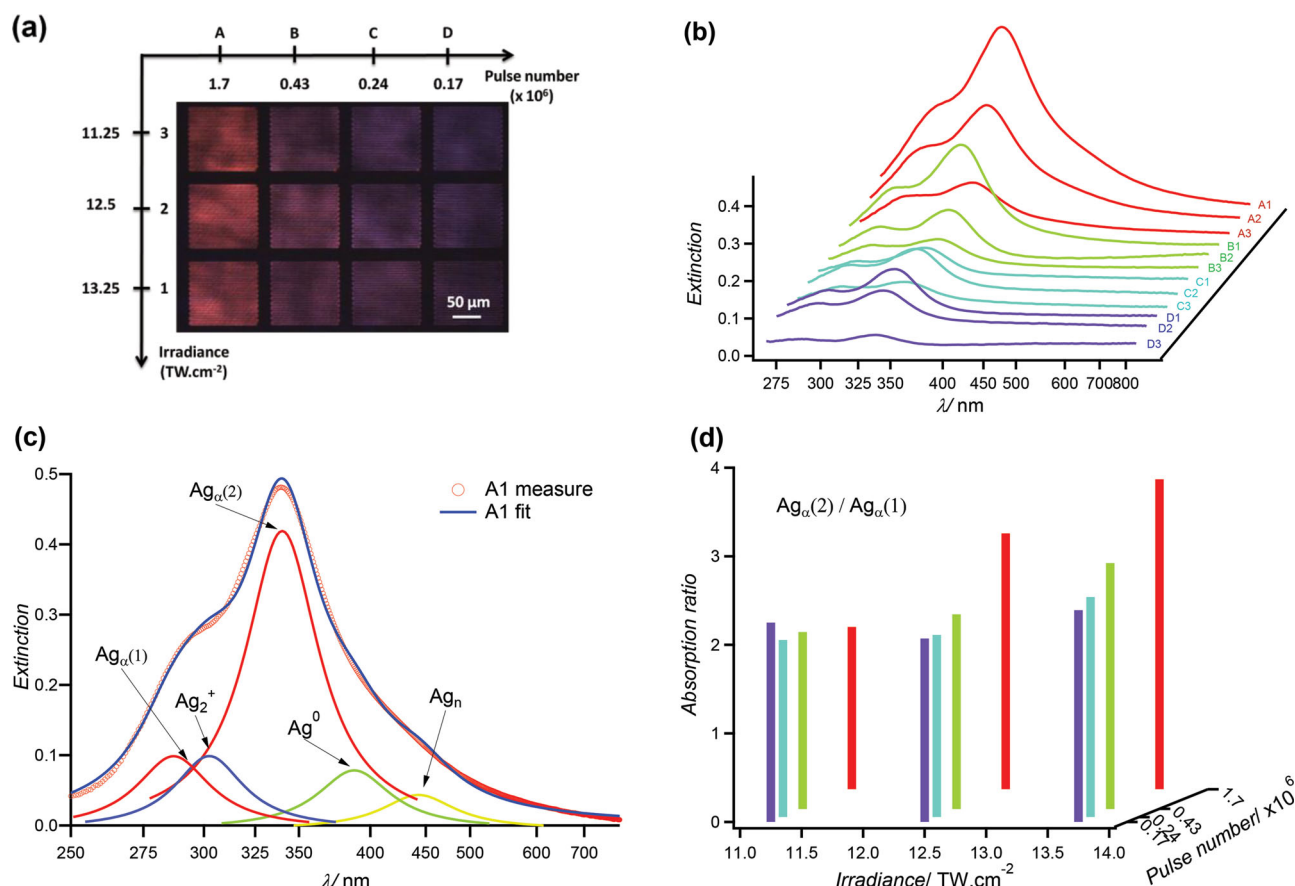 (a)
A B C D
1.7 0.43 0.24 0.17
Pulse number
(x 10⁶)
11.25 3
12.5 2
13.25 1
50 µm
Irradiance
(TW.cm⁻²)
(b)
Extinction
0.4
0.3
0.2
0.1
0.0
A1
A2
A3
B1
B2
B3
C1
C2
C3
D1
D2
D3
275 300 325 350 400 450 500 600 700 800
λ/ nm
(c)
Extinction
0.5
0.4
0.3
0.2
0.1
0.0
Agα(2)
A1 measure
A1 fit
Agα(1)
Ag₂⁺
Ag⁰
Agₙ
250 275 300 325 350 400 450 500 600 700
λ/ nm
(d)
Absorption ratio
4
3
2
1
0
Agα(2) / Agα(1)
11.0 11.5 12.0 12.5 13.0 13.5 14.0
Irradiance/ TW.cm⁻²
1.7
0.43
0.24
0.17
Pulse number/ x10⁶